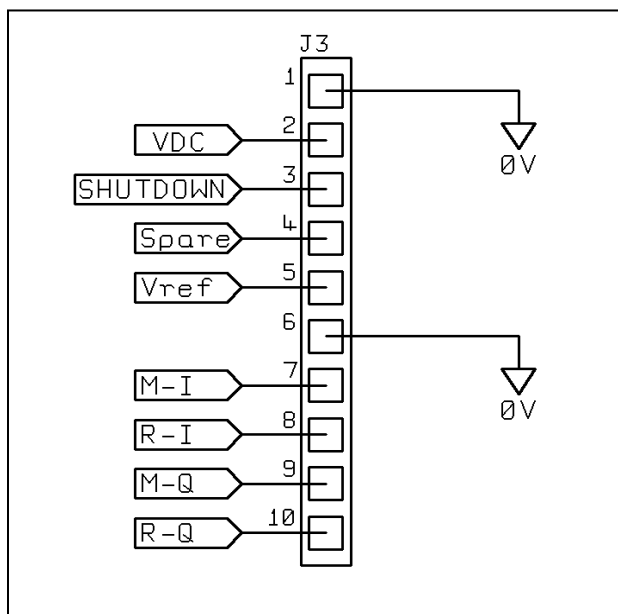 J3
1
0V
VDC 2
SHUTDOWN 3
Spare 4
Vref 5
6
0V
M-I 7
R-I 8
M-Q 9
R-Q 10